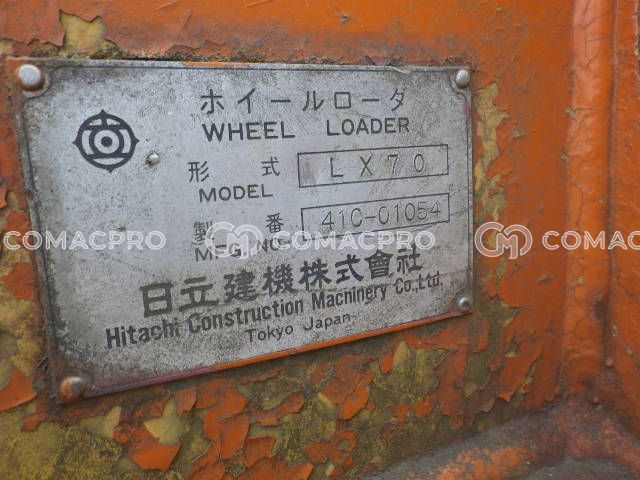 ホイールローダ
WHEEL LOADER
形式 LX70
MODEL
製番 41C-01054
MFG NO.
COMACPRO COMACPRO COMAC
日立建機株式會社
Hitachi Construction Machinery Co., Ltd.
Tokyo Japan